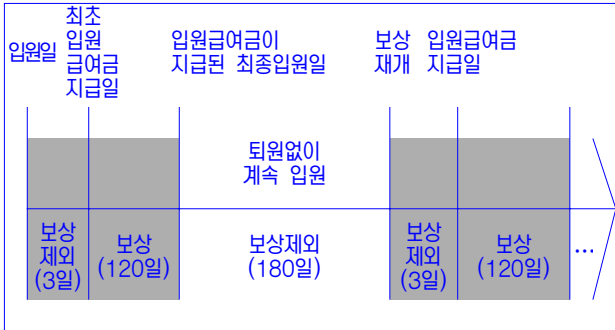 입원일
최초
입원
급여금
지급일
입원급여금이
지급된 최종입원일
보상
재개
입원급여금
지급일
퇴원없이
계속 입원
보상
제외
(3일)
보상
(120일)
보상제외
(180일)
보상
제외
(3일)
보상
(120일)
...